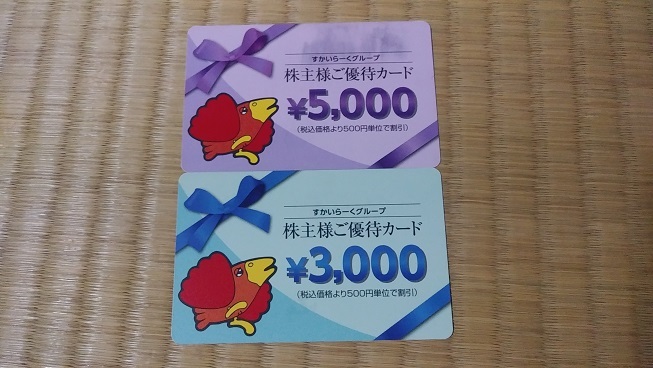 すかいらーくグループ
株主様ご優待カード
¥5,000
(税込価格より500円単位で割引)
すかいらーくグループ
株主様ご優待カード
¥3,000
(税込価格より500円単位で割引)